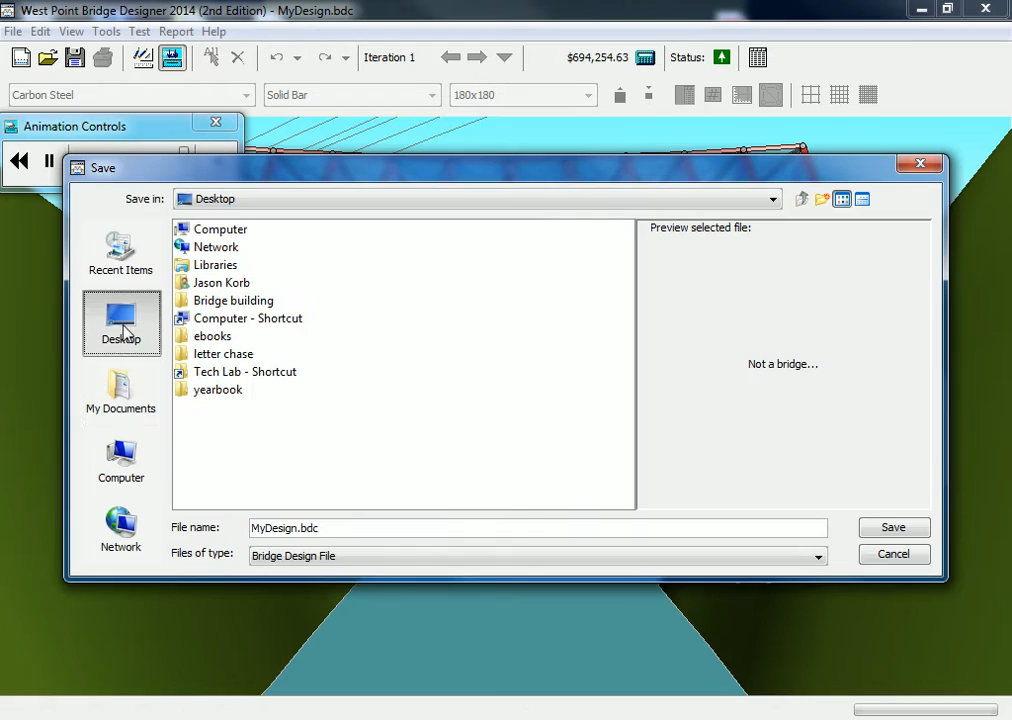 West Point Bridge Designer 2014 (2nd Edition) - MyDesign.bdc
File Edit View Tools Test Report Help
Iteration 1 $694,254.63 Status:
Carbon Steel Solid Bar 180x180
Animation Controls
Save
Save in: Desktop
Recent Items
Desktop
My Documents
Computer
Network
Computer
Network
Libraries
Jason Korb
Bridge building
Computer - Shortcut
ebooks
letter chase
Tech Lab - Shortcut
yearbook
Preview selected file:
Not a bridge...
File name: MyDesign.bdc Save
Files of type: Bridge Design File Cancel